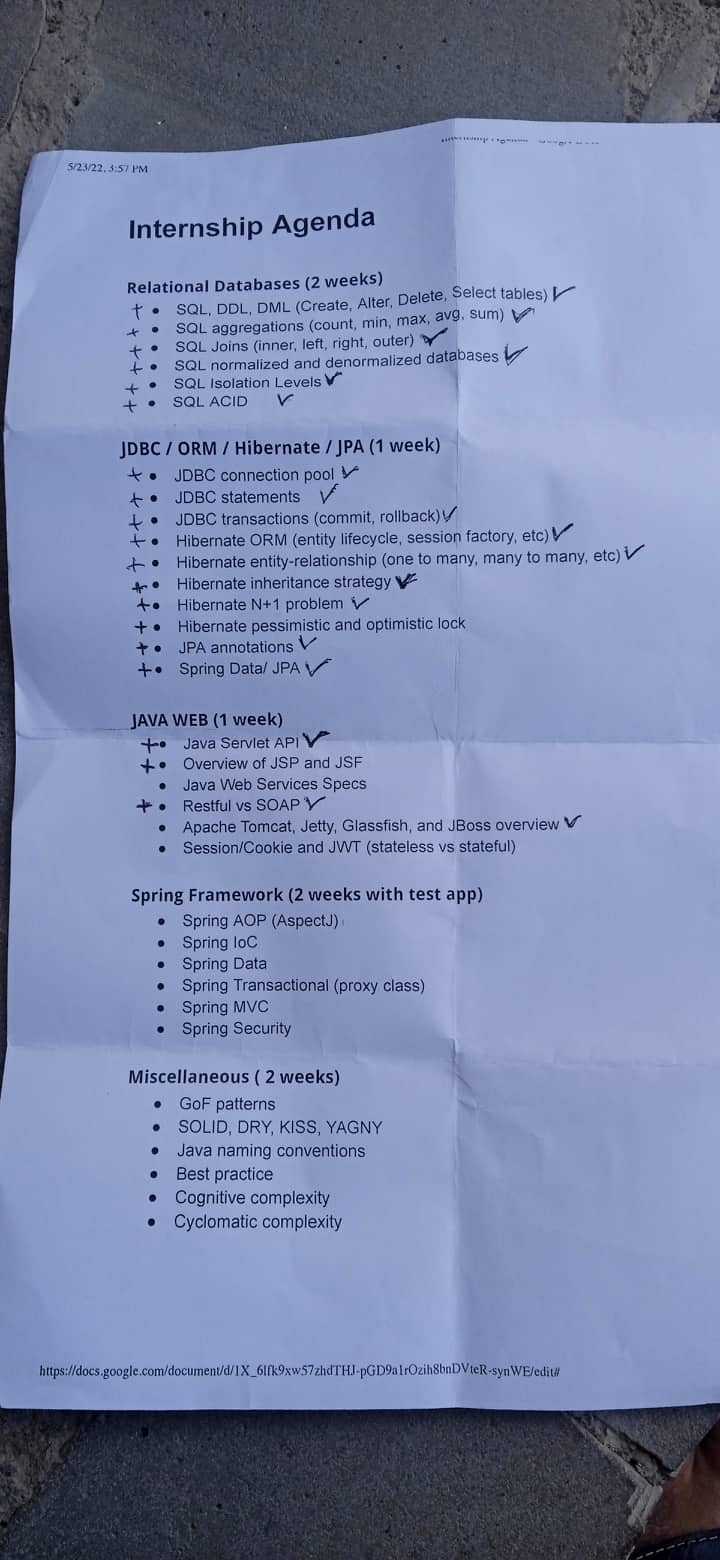 5/23/22, 3:57 PM
Internship Agenda
Relational Databases (2 weeks)
+ • SQL, DDL, DML (Create, Alter, Delete, Select tables) ✓
+ • SQL aggregations (count, min, max, avg, sum) ✓
+ • SQL Joins (inner, left, right, outer) ✓
+ • SQL normalized and denormalized databases ✓
+ • SQL Isolation Levels ✓
+ • SQL ACID ✓
JDBC / ORM / Hibernate / JPA (1 week)
+ • JDBC connection pool ✓
+ • JDBC statements ✓
+ • JDBC transactions (commit, rollback) ✓
+ • Hibernate ORM (entity lifecycle, session factory, etc) ✓
+ • Hibernate entity-relationship (one to many, many to many, etc) ✓
+ • Hibernate inheritance strategy ✓
+ • Hibernate N+1 problem ✓
+ • Hibernate pessimistic and optimistic lock
+ • JPA annotations ✓
+ • Spring Data/ JPA ✓
JAVA WEB (1 week)
+ • Java Servlet API ✓
+ • Overview of JSP and JSF
• Java Web Services Specs
+ • Restful vs SOAP ✓
• Apache Tomcat, Jetty, Glassfish, and JBoss overview ✓
• Session/Cookie and JWT (stateless vs stateful)
Spring Framework (2 weeks with test app)
• Spring AOP (AspectJ)
• Spring IoC
• Spring Data
• Spring Transactional (proxy class)
• Spring MVC
• Spring Security
Miscellaneous ( 2 weeks)
• GoF patterns
• SOLID, DRY, KISS, YAGNY
• Java naming conventions
• Best practice
• Cognitive complexity
• Cyclomatic complexity
https://docs.google.com/document/d/1X_6lfk9xw57zhdTHJ-pGD9a1rOzih8bnDVteR-synWE/edit#